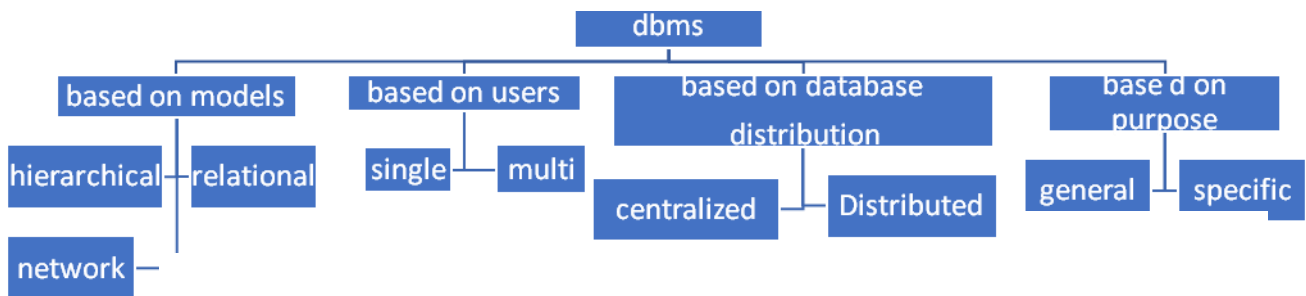 dbms
based on models
based on users
based on database
distribution
base d on
purpose
hierarchical
relational
network
single
multi
centralized
Distributed
general
specific